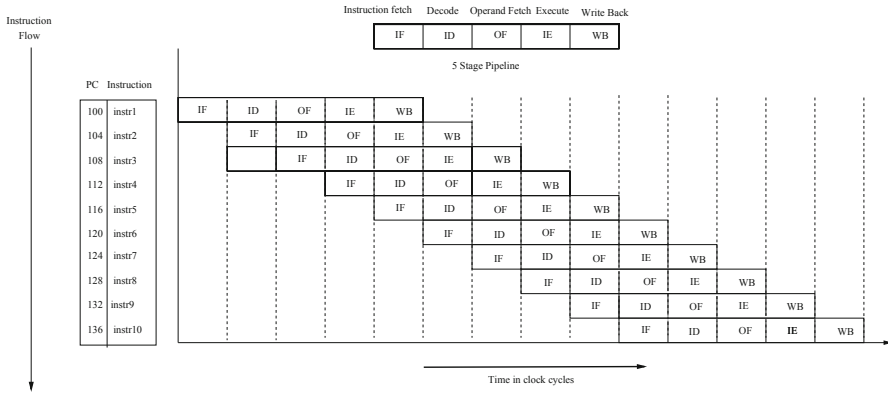 Instruction fetch Decode Operand Fetch Execute Write Back
Instruction
Flow
IF ID OF IE WB
5 Stage Pipeline
PC Instruction
100 instr1 IF ID OF IE WB
104 instr2 IF ID OF IE WB
108 instr3 IF ID OF IE WB
112 instr4 IF ID OF IE WB
116 instr5 IF ID OF IE WB
120 instr6 IF ID OF IE WB
124 instr7 IF ID OF IE WB
128 instr8 IF ID OF IE WB
132 instr9 IF ID OF IE WB
136 instr10 IF ID OF IE WB
Time in clock cycles